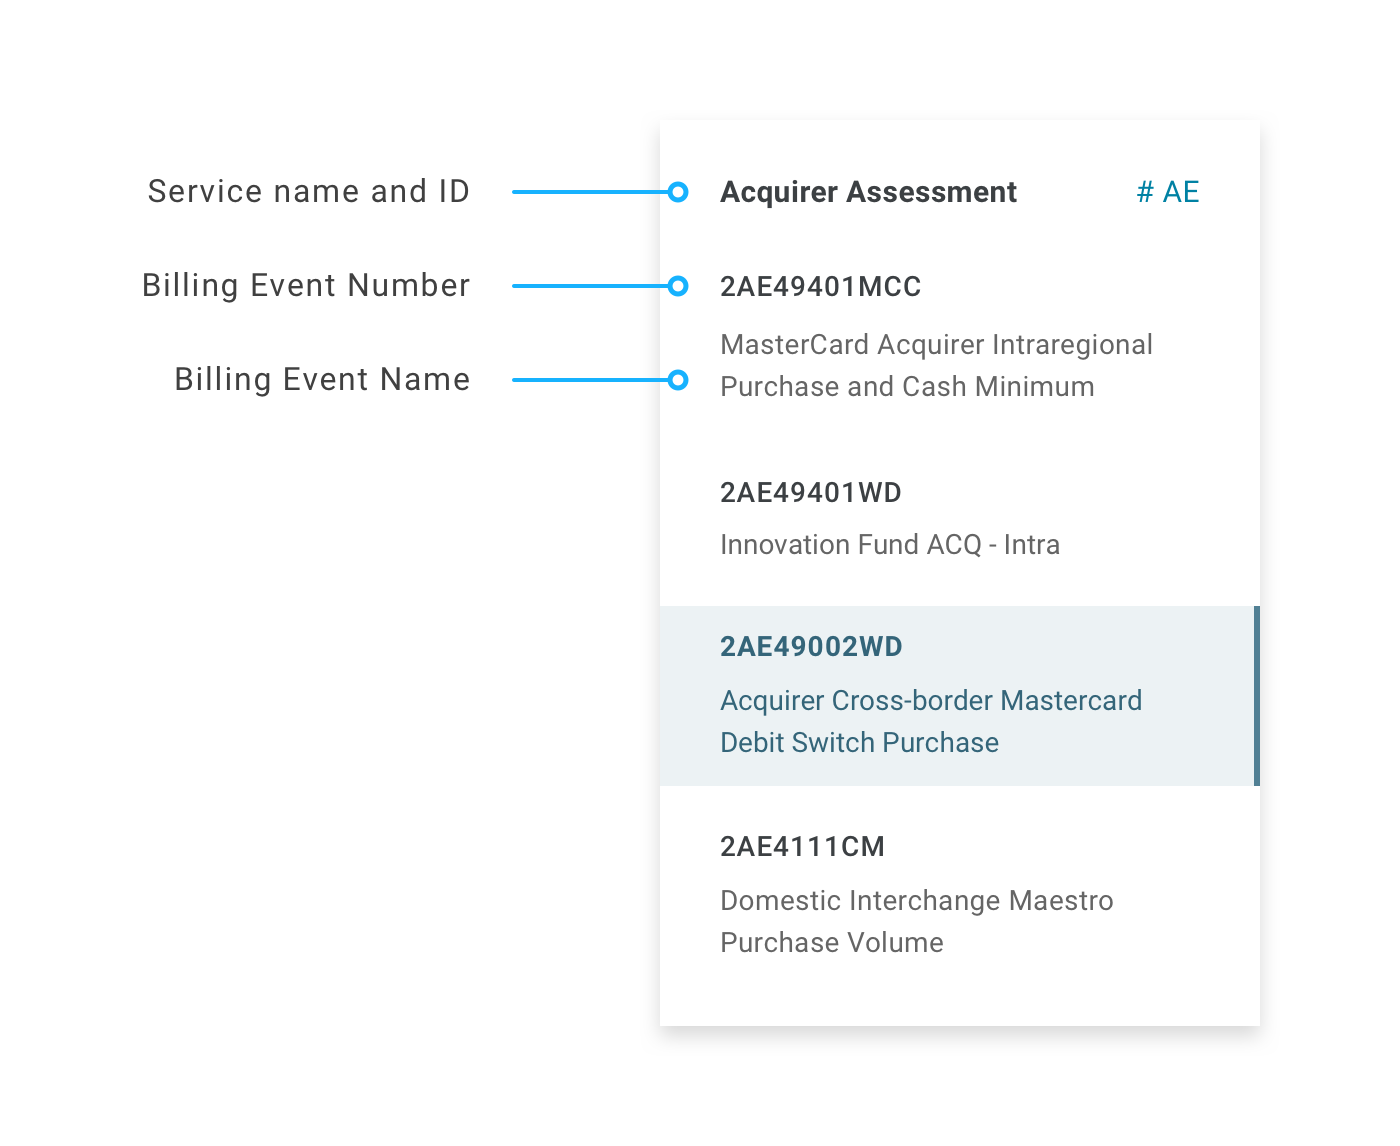 Service name and ID
Acquirer Assessment # AE
Billing Event Number
2AE49401MCC
MasterCard Acquirer Intraregional
Billing Event Name
Purchase and Cash Minimum
2AE49401WD
Innovation Fund ACQ - Intra
2AE49002WD
Acquirer Cross-border Mastercard
Debit Switch Purchase
2AE4111CM
Domestic Interchange Maestro
Purchase Volume